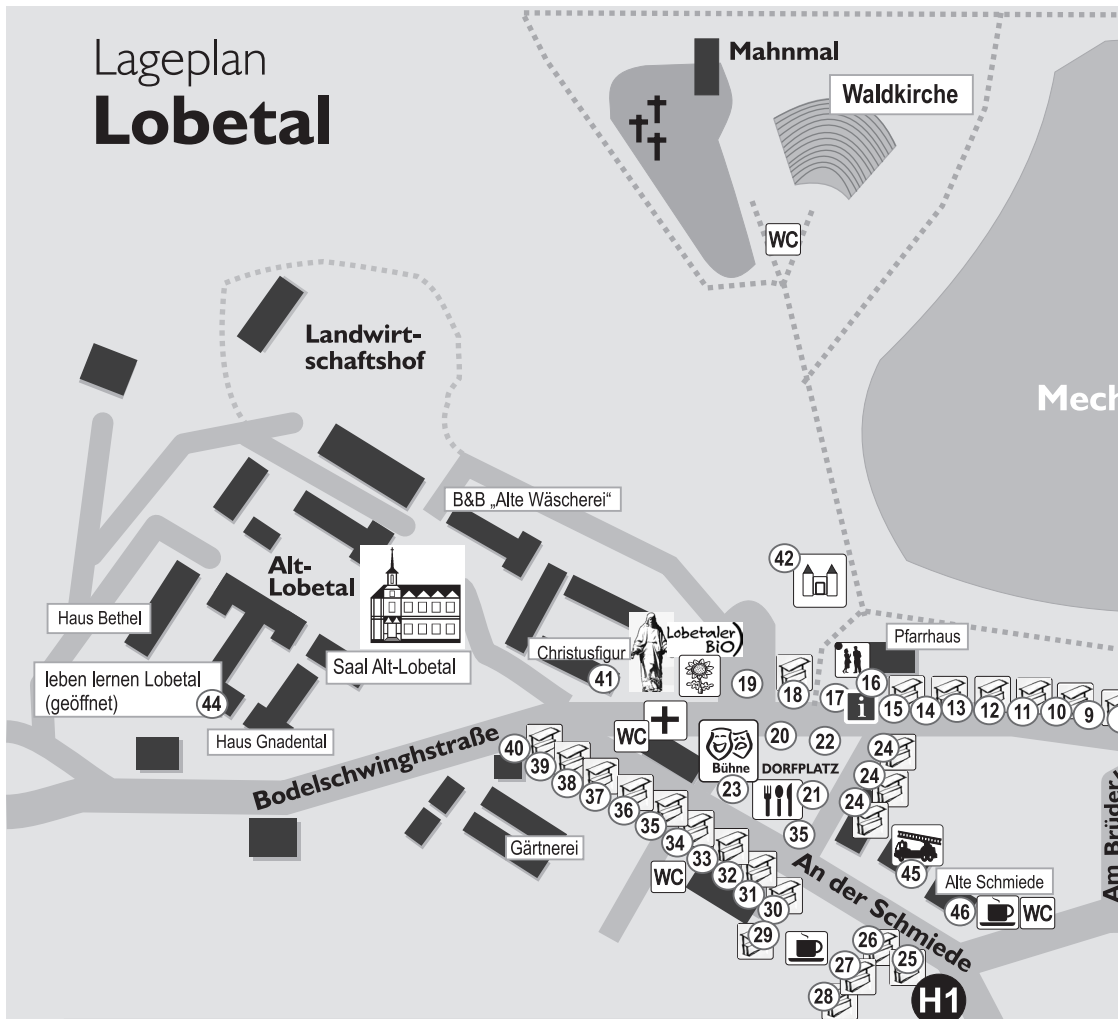 Lageplan
Lobetal
Mahnmal
Waldkirche
WC
Landwirt-
schaftshof
Mech
B&B „Alte Wäscherei“
42
Alt-
Lobetal
Haus Bethel
Saal Alt-Lobetal
leben lernen Lobetal
(geöffnet)
44
Haus Gnadental
Christusfigur
41
Lobetaler
BiO
19
18
17
16
Pfarrhaus
i
15
14
13
12
11
10
9
Bodelschwinghstraße
WC
Bühne
20
22
DORFPLATZ
23
21
35
24
24
24
40
39
38
37
36
35
34
33
32
31
30
29
Gärtnerei
WC
An der Schmiede
45
Alte Schmiede
46
WC
Am Brüder
26
25
27
28
H1